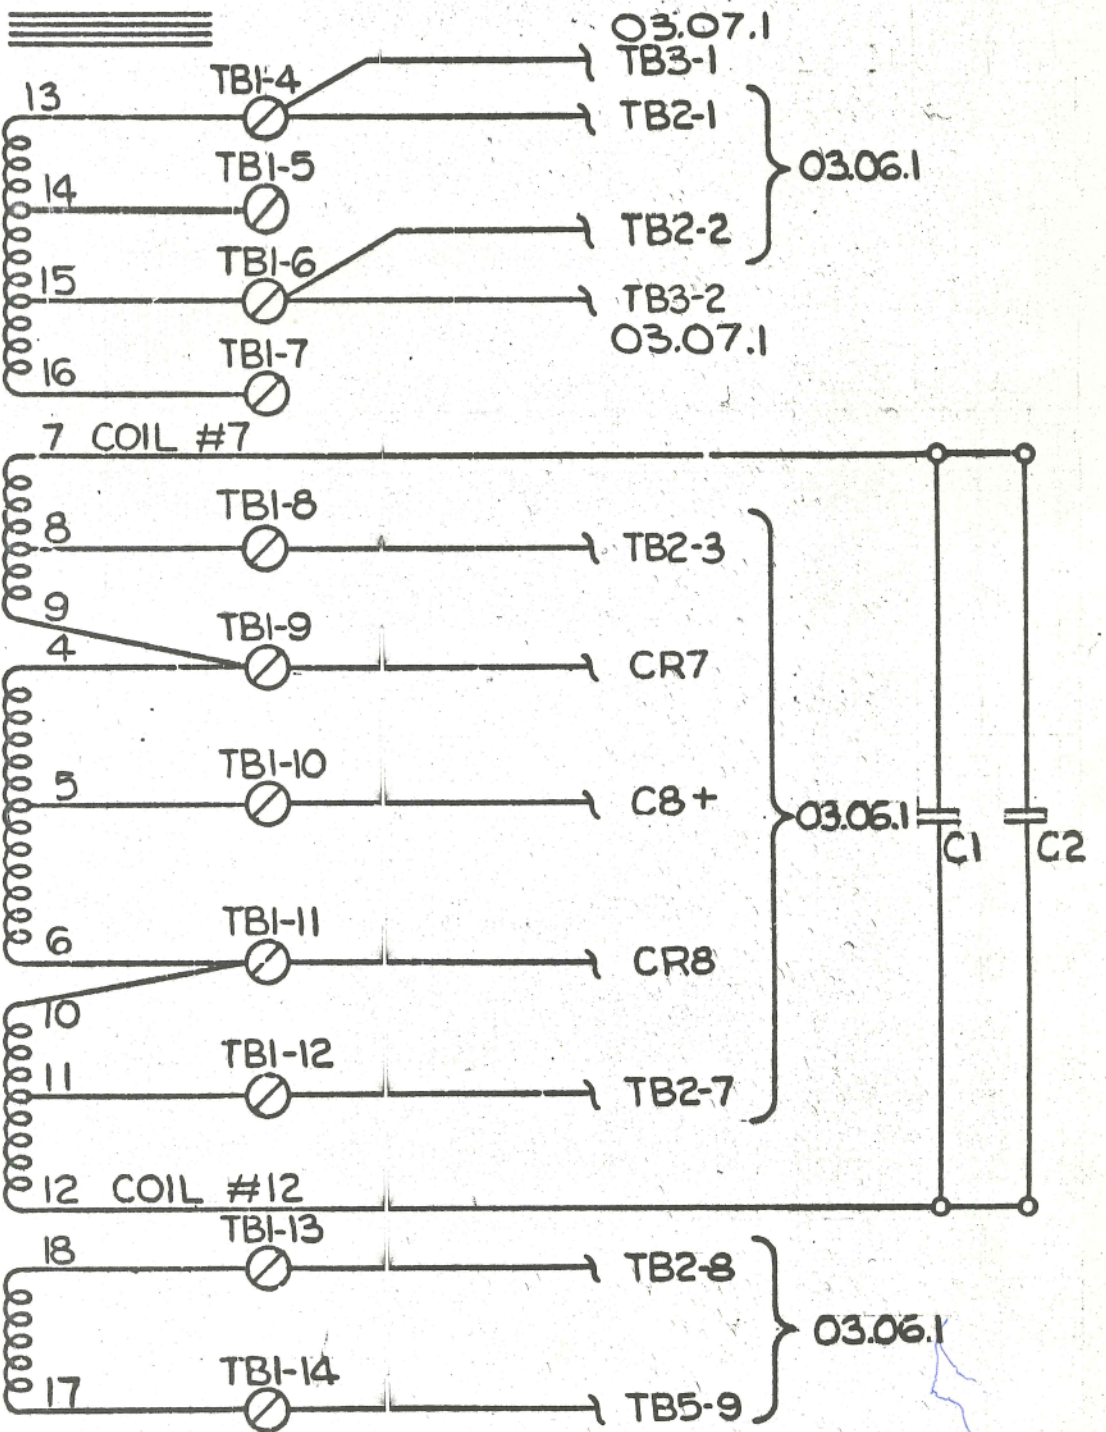 03.07.1
TB3-1
TB1-4
13
TB2-1
TB1-5
03.06.1
14
TB2-2
TB1-6
15
TB3-2
03.07.1
TB1-7
16
7 COIL #7
TB1-8
8
TB2-3
9
TB1-9
4
CR7
TB1-10
5
C8+
03.06.1
C1
C2
TB1-11
6
CR8
10
TB1-12
11
TB2-7
12 COIL #12
TB1-13
18
TB2-8
03.06.1
TB1-14
17
TB5-9